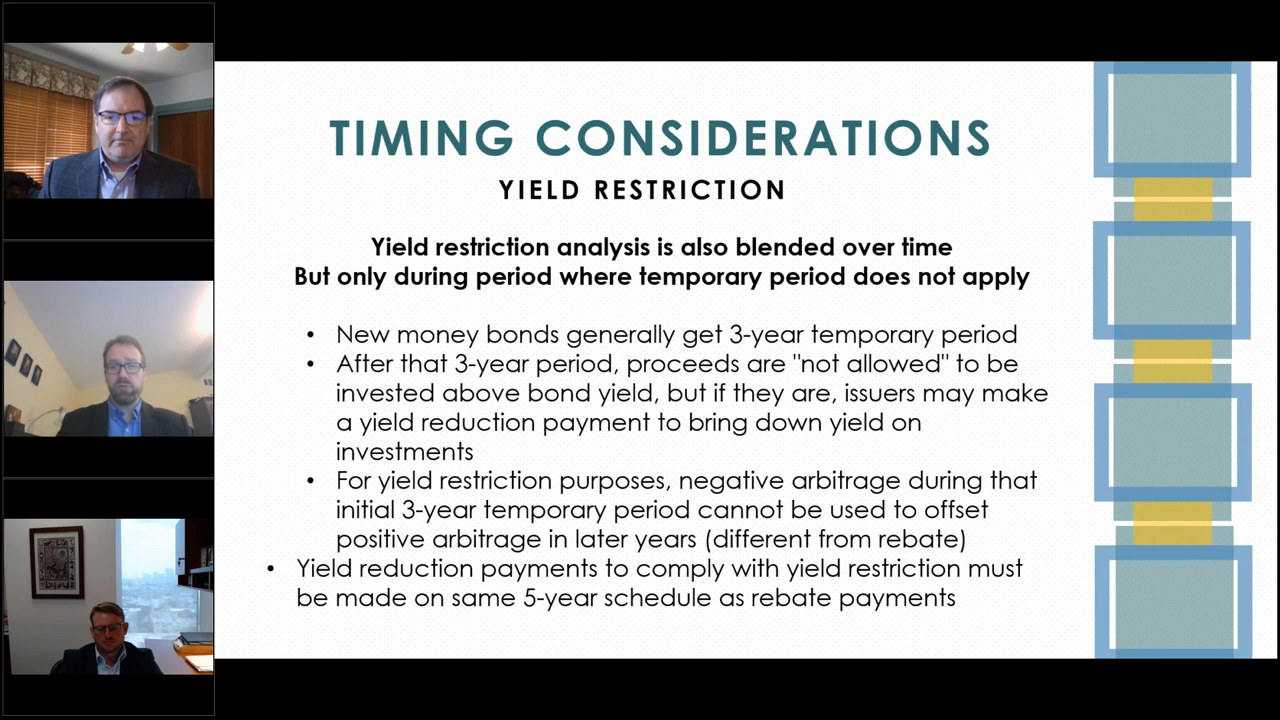 TIMING CONSIDERATIONS
YIELD RESTRICTION
Yield restriction analysis is also blended over time
But only during period where temporary period does not apply
• New money bonds generally get 3-year temporary period
• After that 3-year period, proceeds are "not allowed" to be
invested above bond yield, but if they are, issuers may make
a yield reduction payment to bring down yield on
investments
• For yield restriction purposes, negative arbitrage during that
initial 3-year temporary period cannot be used to offset
positive arbitrage in later years (different from rebate)
• Yield reduction payments to comply with yield restriction must
be made on same 5-year schedule as rebate payments